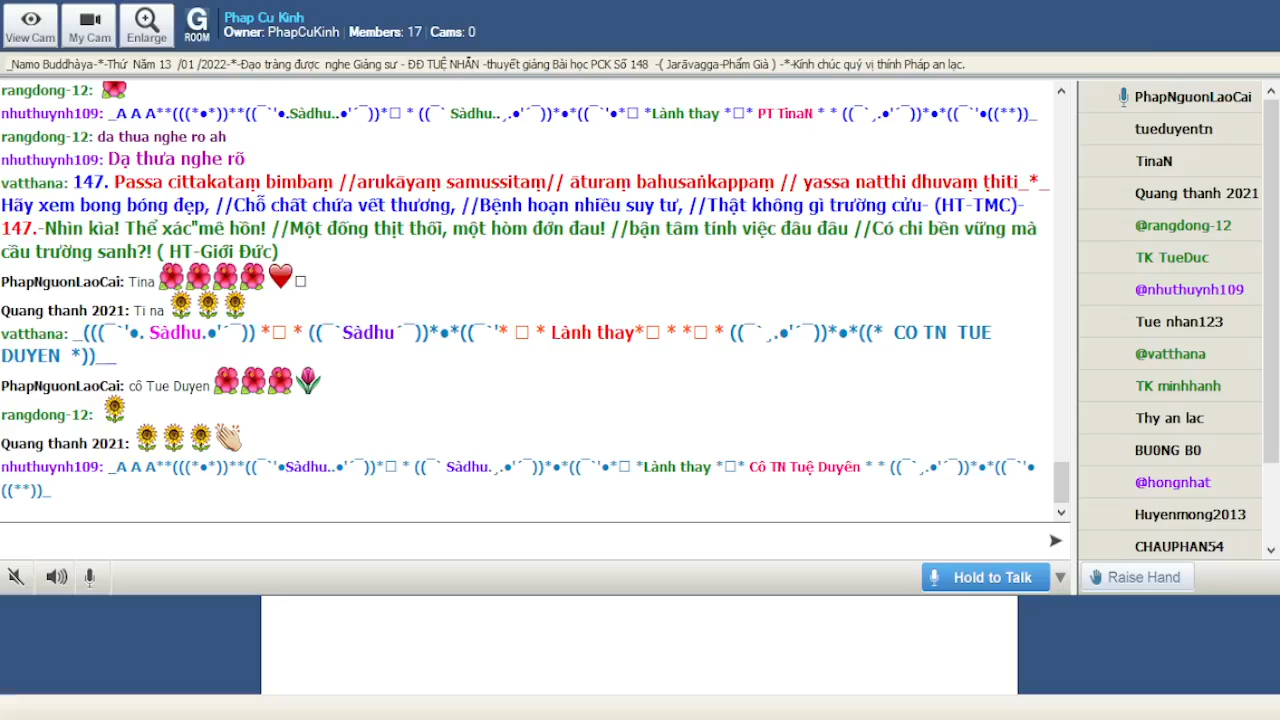 View Cam
My Cam
Enlarge
G
ROOM
Phap Cu Kinh
Owner: PhapCuKinh | Members: 17 | Cams: 0
_Namo Buddhàya-*-Thứ Năm 13 /01 /2022-*-Đạo tràng được nghe Giảng sư - ĐĐ TUỆ NHẪN -thuyết giảng Bài học PCK Số 148 -( Jarāvagga-Phẩm Già ) -*-Kính chúc quý vị thính Pháp an lạc.
rangdong-12:
nhuthuynh109: _A A A**(((*●*))**((¯`'●.Sàdhu..●'´¯))*□ * ((¯` Sàdhu..¸.●'´¯))*●*((¯`'●*□ *Lành thay *□* PT TinaN * * ((¯`¸.●'´¯))*●*((¯`'●((**))_
rangdong-12: da thua nghe ro ah
nhuthuynh109: Dạ thưa nghe rõ
vatthana: 147. Passa cittakataṃ bimbaṃ //arukāyaṃ samussitaṃ// āturaṃ bahusaṅkappaṃ // yassa natthi dhuvaṃ ṭhiti_*_
Hãy xem bong bóng đẹp, //Chỗ chất chứa vết thương, //Bệnh hoạn nhiều suy tư, //Thật không gì trường cửu- (HT-TMC)-
147.-Nhìn kìa! Thể xác"mê hồn! //Một đống thịt thối, một hòm đớn đau! //bận tâm tính việc đâu đâu //Có chi bền vững mà
cầu trường sanh?! ( HT-Giới Đức)
PhapNguonLaoCai: Tina □
Quang thanh 2021: Ti na
vatthana: _(((¯`'●. Sàdhu.●'´¯)) *□ * ((¯`Sàdhu´¯))*●*((¯`'* □ * Lành thay*□ * *□ * ((¯`¸.●'´¯))*●*((* CO TN TUE
DUYEN *))__
PhapNguonLaoCai: cô Tue Duyen
rangdong-12:
Quang thanh 2021:
nhuthuynh109: _A A A**(((*●*))**((¯`'●Sàdhu..●'´¯))*□ * ((¯` Sàdhu.¸.●'´¯))*●*((¯`'●*□ *Lành thay *□* Cô TN Tuệ Duyên * * ((¯`¸.●'´¯))*●*((¯`'●
((**))_
Hold to Talk
PhapNguonLaoCai
tueduyentn
TinaN
Quang thanh 2021
@rangdong-12
TK TueDuc
@nhuthuynh109
Tue nhan123
@vatthana
TK minhhanh
Thy an lac
BU0NG B0
@hongnhat
Huyenmong2013
CHAUPHAN54
Raise Hand